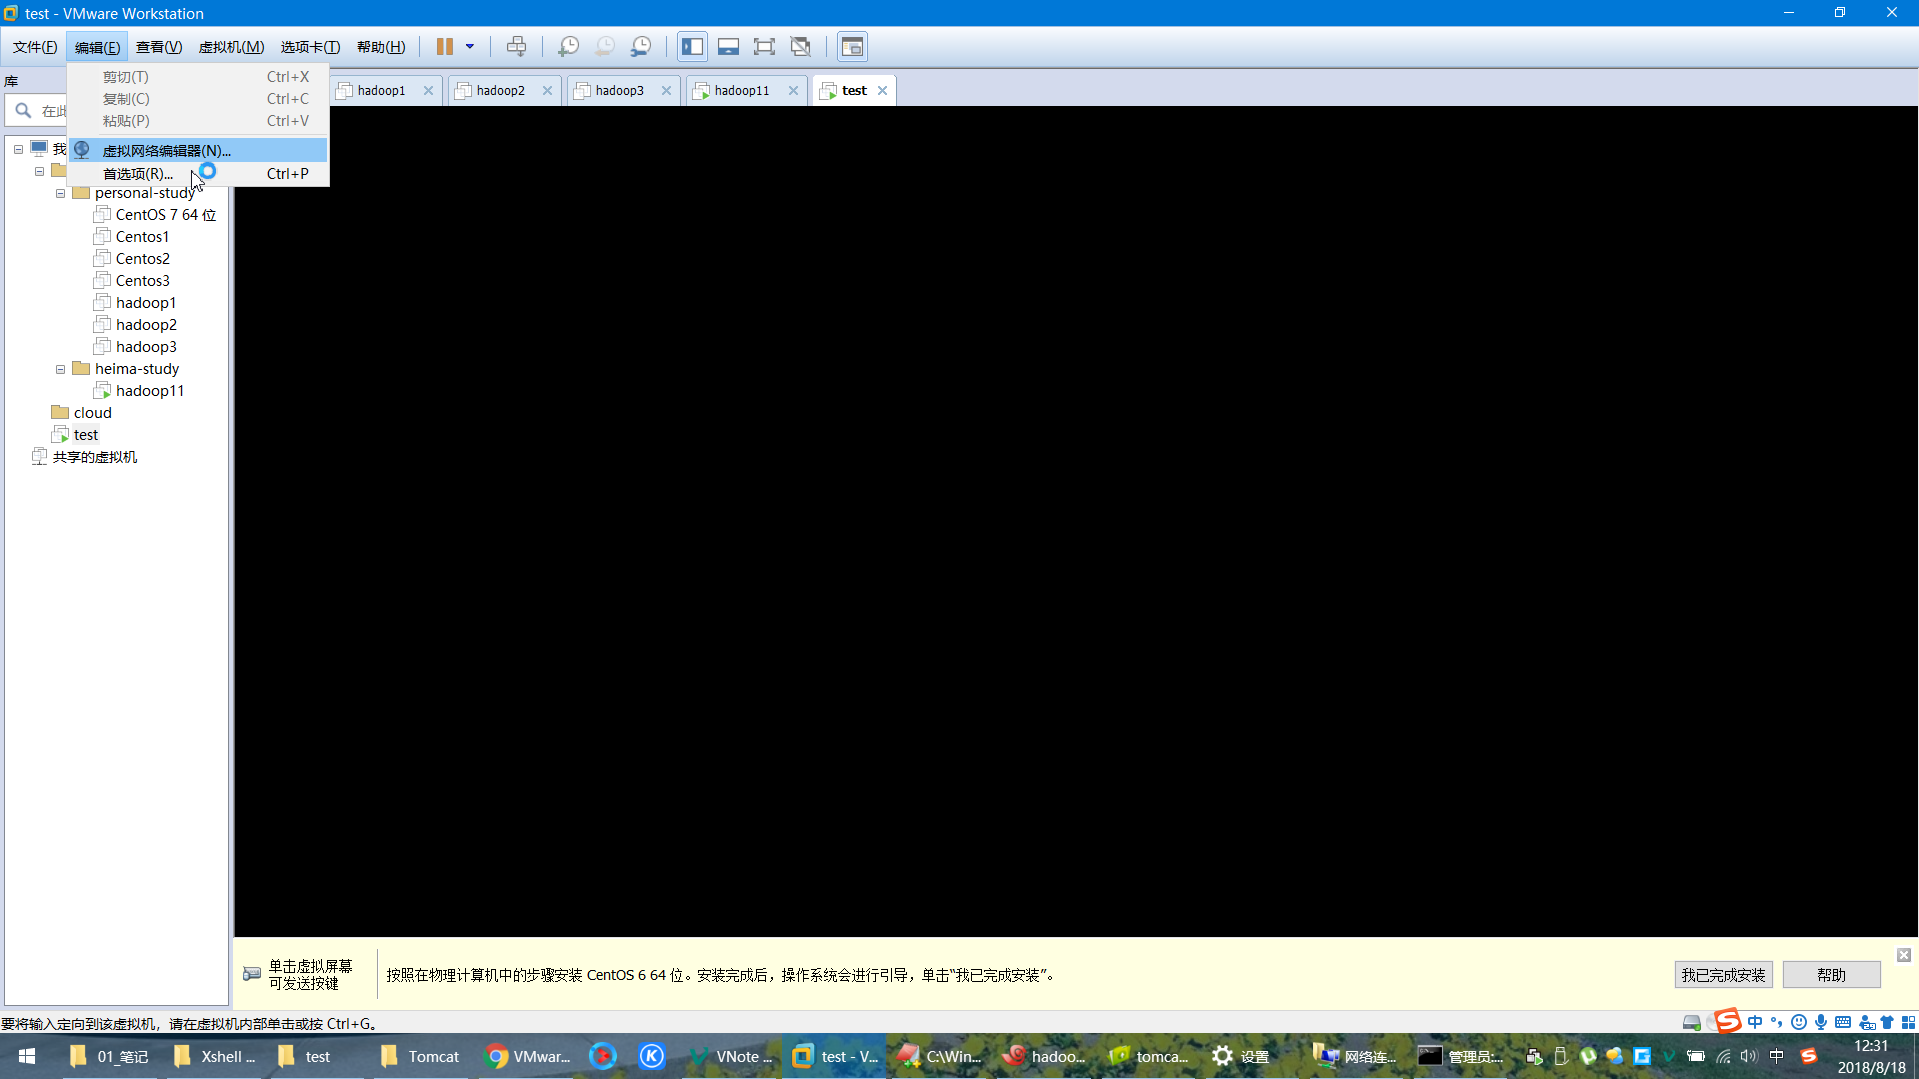 test - VMware Workstation
文件(F) 编辑(E) 查看(V) 虚拟机(M) 选项卡(T) 帮助(H)
库
剪切(T) Ctrl+X
复制(C) Ctrl+C
粘贴(P) Ctrl+V
虚拟网络编辑器(N)...
首选项(R)... Ctrl+P
hadoop1
hadoop2
hadoop3
hadoop11
test
在此
我
personal-study
CentOS 7 64 位
Centos1
Centos2
Centos3
hadoop1
hadoop2
hadoop3
heima-study
hadoop11
cloud
test
共享的虚拟机
单击虚拟屏幕
可发送按键
按照在物理计算机中的步骤安装 CentOS 6 64 位。安装完成后，操作系统会进行引导，单击“我已完成安装”。
我已完成安装
帮助
要将输入定向到该虚拟机，请在虚拟机内部单击或按 Ctrl+G。
中
01_笔记
Xshell ...
test
Tomcat
VMwar...
VNote ...
test - V...
C:\Win...
hadoo...
tomca...
设置
网络连...
管理员:...
中
12:31
2018/8/18